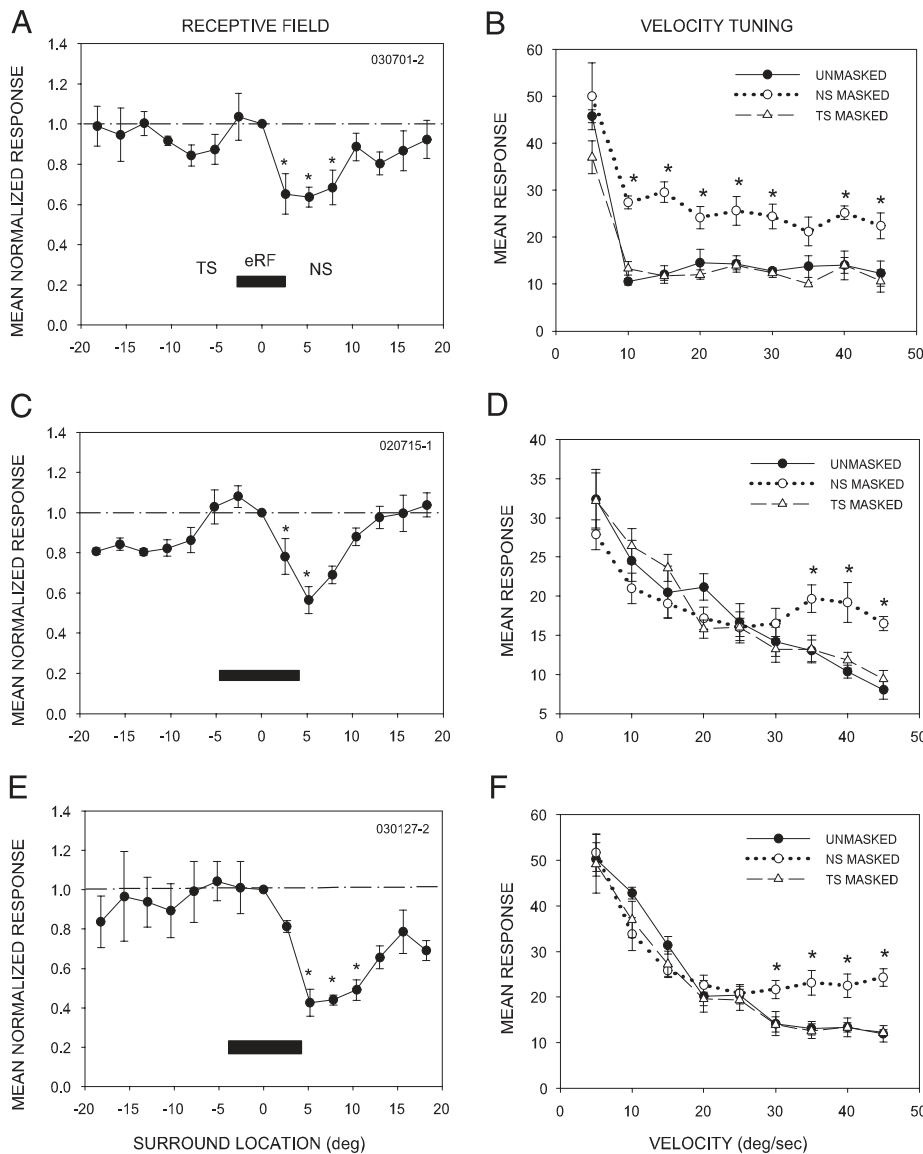 A
RECEPTIVE FIELD
MEAN NORMALIZED RESPONSE
1.4
1.2
1.0
0.8
0.6
0.4
0.2
0.0
030701-2
* * *
TS eRF NS
-20 -15 -10 -5 0 5 10 15 20
B
VELOCITY TUNING
MEAN RESPONSE
60
50
40
30
20
10
0
UNMASKED
NS MASKED
TS MASKED
* * * * * * *
0 10 20 30 40 50
C
MEAN NORMALIZED RESPONSE
1.4
1.2
1.0
0.8
0.6
0.4
0.2
0.0
020715-1
* *
-20 -15 -10 -5 0 5 10 15 20
D
MEAN RESPONSE
40
35
30
25
20
15
10
5
UNMASKED
NS MASKED
TS MASKED
* * *
0 10 20 30 40 50
E
MEAN NORMALIZED RESPONSE
1.4
1.2
1.0
0.8
0.6
0.4
0.2
0.0
030127-2
* * *
-20 -15 -10 -5 0 5 10 15 20
SURROUND LOCATION (deg)
F
MEAN RESPONSE
60
50
40
30
20
10
0
UNMASKED
NS MASKED
TS MASKED
* * * *
0 10 20 30 40 50
VELOCITY (deg/sec)